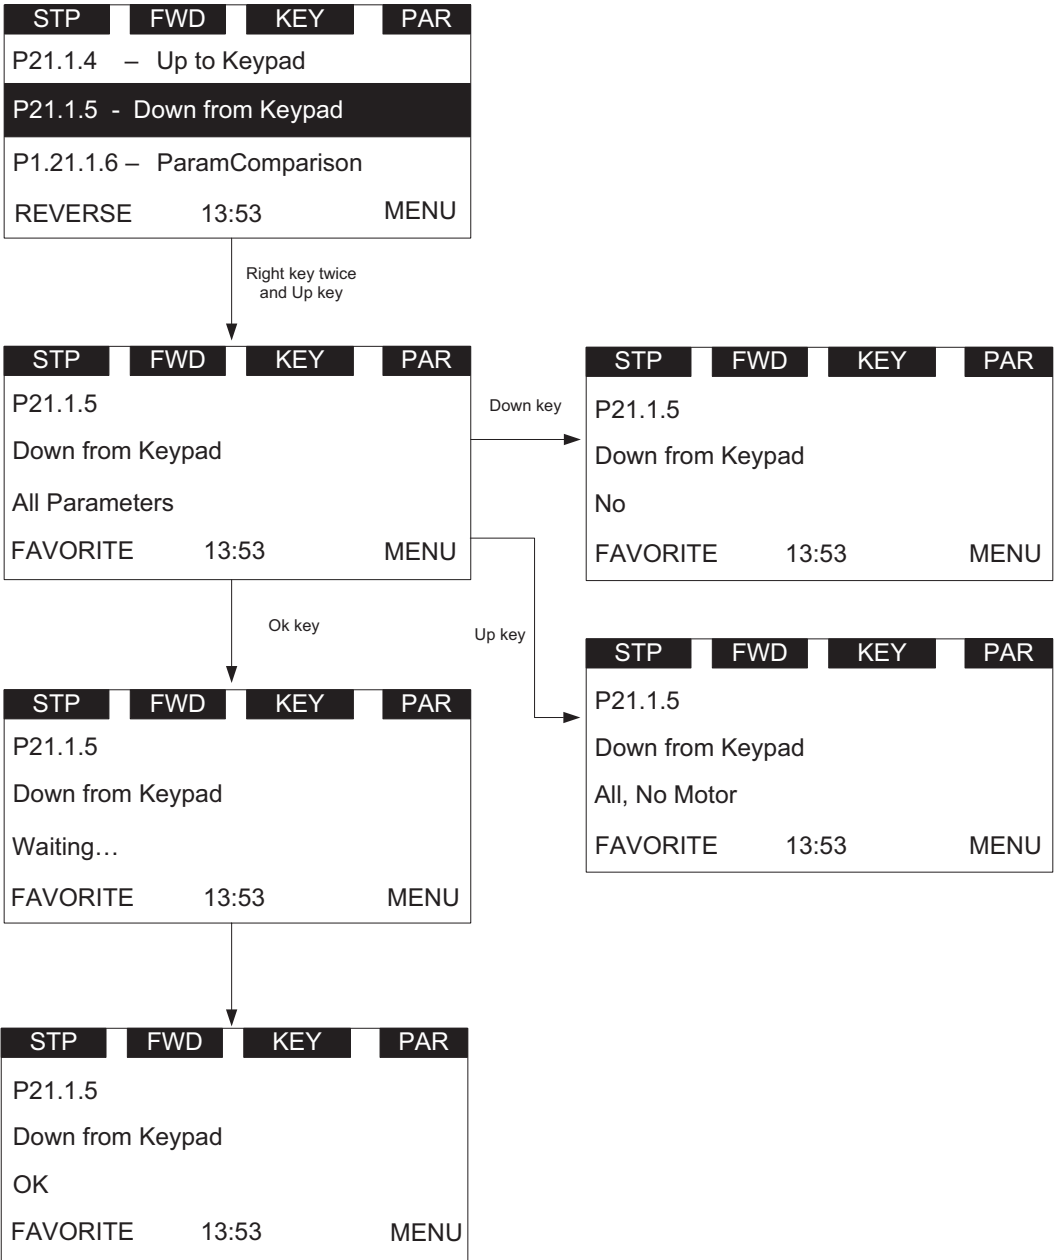 STP FWD KEY PAR
P21.1.4 – Up to Keypad
P21.1.5 - Down from Keypad
P1.21.1.6 – ParamComparison
REVERSE 13:53 MENU
Right key twice
and Up key
STP FWD KEY PAR
P21.1.5
Down from Keypad
All Parameters
FAVORITE 13:53 MENU
Down key
STP FWD KEY PAR
P21.1.5
Down from Keypad
No
FAVORITE 13:53 MENU
Ok key
Up key
STP FWD KEY PAR
P21.1.5
Down from Keypad
All, No Motor
FAVORITE 13:53 MENU
STP FWD KEY PAR
P21.1.5
Down from Keypad
Waiting…
FAVORITE 13:53 MENU
STP FWD KEY PAR
P21.1.5
Down from Keypad
OK
FAVORITE 13:53 MENU